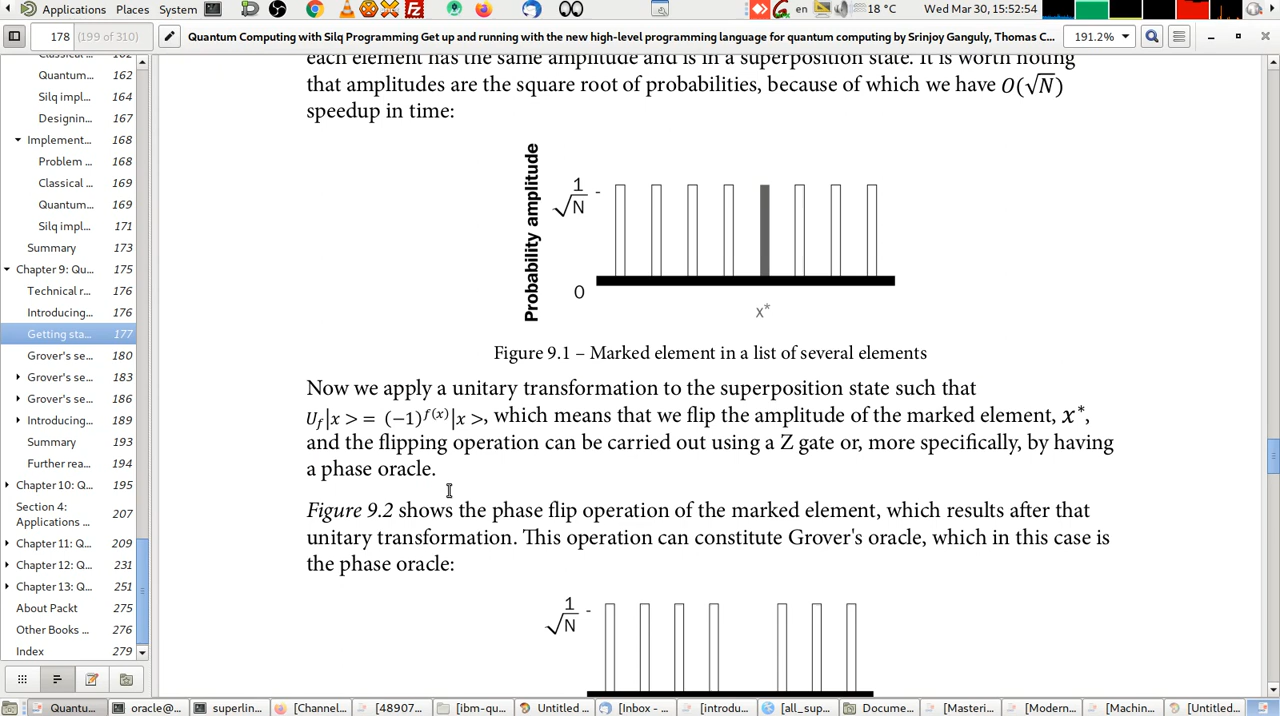 Applications Places System en 18 °C Wed Mar 30, 15:52:54
178 (199 of 310) Quantum Computing with Silq Programming Get up and running with the new high-level programming language for quantum computing by Srinjoy Ganguly, Thomas C... 191.2%
Quantum... 162
Silq impl... 164
Designin... 167
Implement... 168
Problem ... 168
Classical ... 169
Quantum... 169
Silq impl... 171
Summary 173
Chapter 9: Qu... 175
Technical r... 176
Introducing... 176
Getting sta... 177
Grover's se... 180
Grover's se... 183
Grover's se... 186
Introducing... 189
Summary 193
Further rea... 194
Chapter 10: Q... 195
Section 4:
Applications ... 207
Chapter 11: Q... 209
Chapter 12: Q... 231
Chapter 13: Q... 251
About Packt 275
Other Books ... 276
Index 279
each element has the same amplitude and is in a superposition state. It is worth noting
that amplitudes are the square root of probabilities, because of which we have O(√N)
speedup in time:
Probability amplitude
1
√N
0
x*
Figure 9.1 – Marked element in a list of several elements
Now we apply a unitary transformation to the superposition state such that
U_f|x >= (−1)^f(x)|x >, which means that we flip the amplitude of the marked element, x*,
and the flipping operation can be carried out using a Z gate or, more specifically, by having
a phase oracle.
Figure 9.2 shows the phase flip operation of the marked element, which results after that
unitary transformation. This operation can constitute Grover's oracle, which in this case is
the phase oracle:
1
√N
Quantu... oracle@... superlin... [Channel... [48907... [ibm-qu... Untitled ... [Inbox - ... [introdu... [all_sup... Docume... [Masteri... [Modern... [Machin... [Untitled...